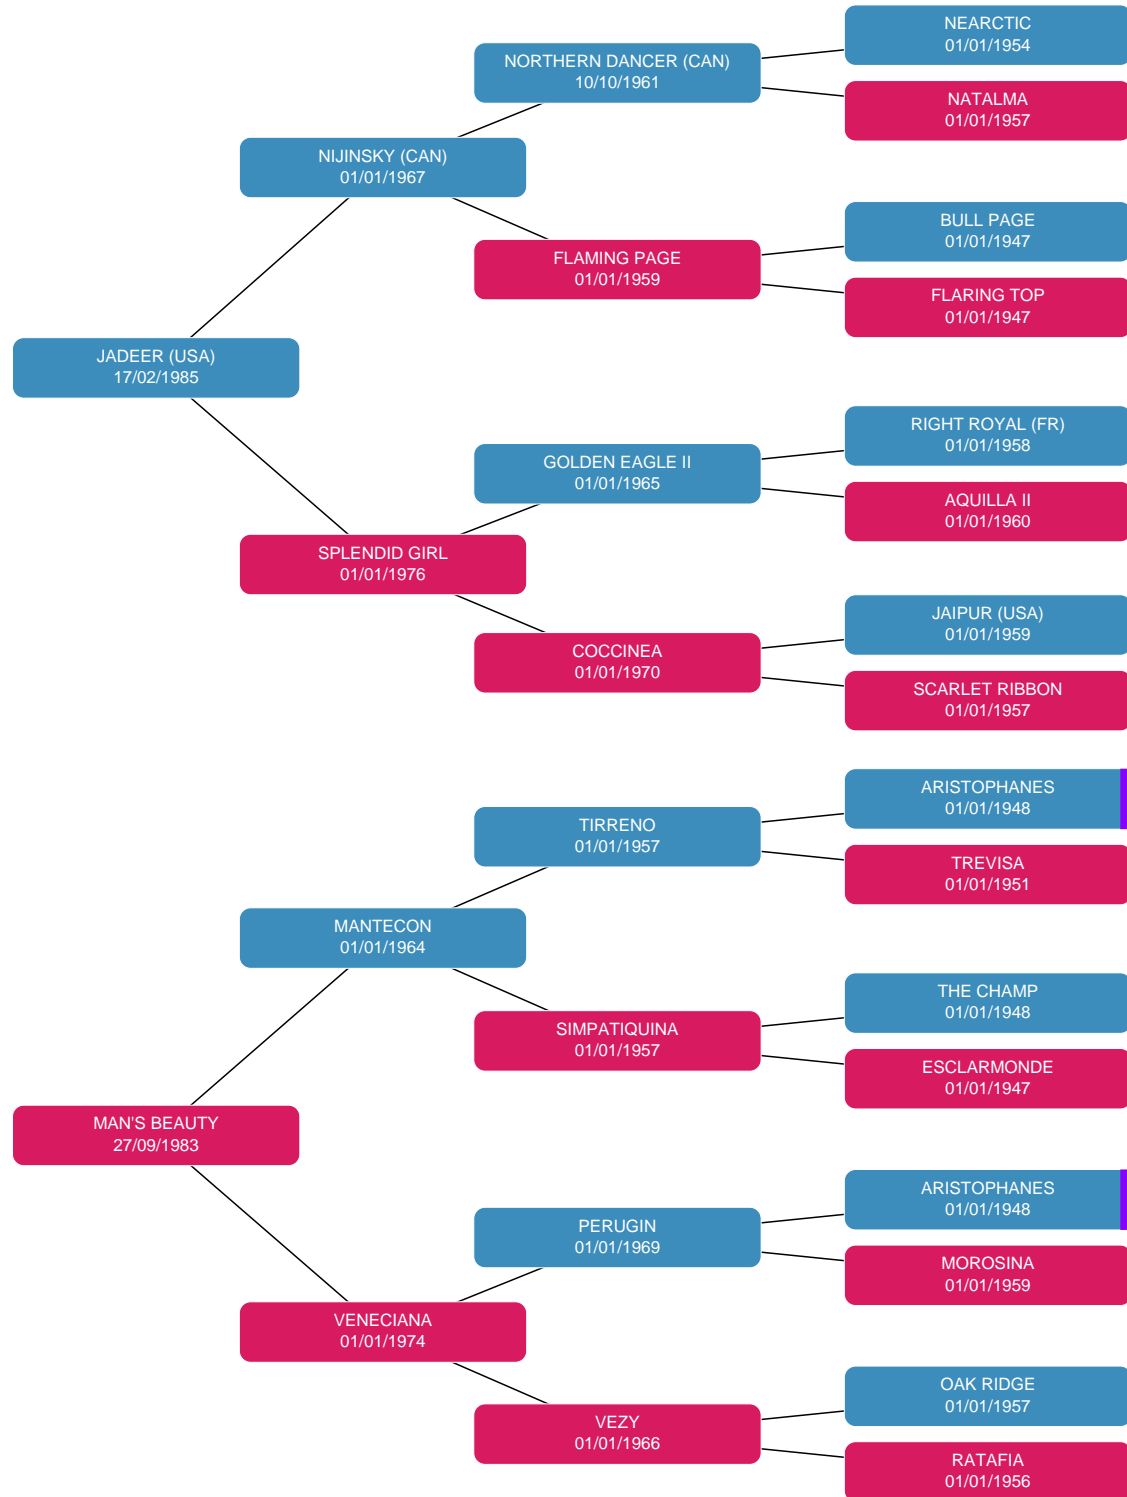 NEARCTIC
01/01/1954
NORTHERN DANCER (CAN)
10/10/1961
NATALMA
01/01/1957
NIJINSKY (CAN)
01/01/1967
BULL PAGE
01/01/1947
FLAMING PAGE
01/01/1959
FLARING TOP
01/01/1947
JADEER (USA)
17/02/1985
RIGHT ROYAL (FR)
01/01/1958
GOLDEN EAGLE II
01/01/1965
AQUILLA II
01/01/1960
SPLENDID GIRL
01/01/1976
JAIPUR (USA)
01/01/1959
COCCINEA
01/01/1970
SCARLET RIBBON
01/01/1957
ARISTOPHANES
01/01/1948
TIRRENO
01/01/1957
TREVISA
01/01/1951
MANTECON
01/01/1964
THE CHAMP
01/01/1948
SIMPATIQUINA
01/01/1957
ESCLARMONDE
01/01/1947
MAN'S BEAUTY
27/09/1983
ARISTOPHANES
01/01/1948
PERUGIN
01/01/1969
MOROSINA
01/01/1959
VENECIANA
01/01/1974
OAK RIDGE
01/01/1957
VEZY
01/01/1966
RATAFIA
01/01/1956